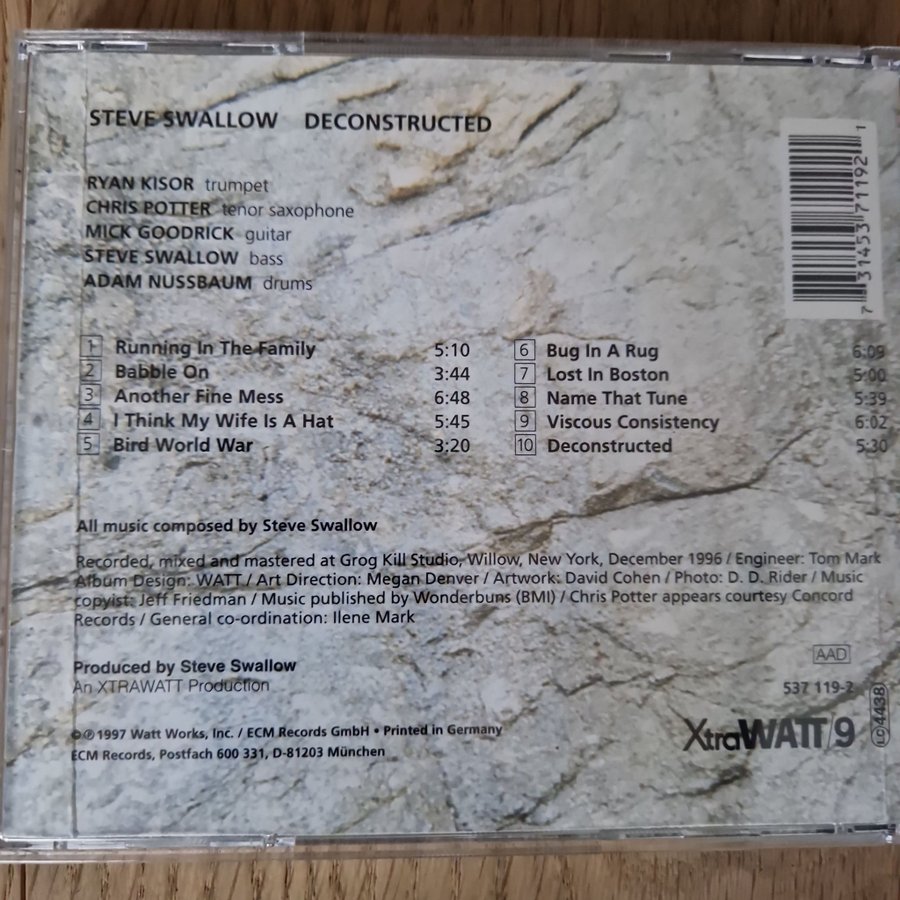 STEVE SWALLOW DECONSTRUCTED
RYAN KISOR trumpet
CHRIS POTTER tenor saxophone
MICK GOODRICK guitar
STEVE SWALLOW bass
ADAM NUSSBAUM drums
7 31453 71192 1
1 Running In The Family 5:10
2 Babble On 3:44
3 Another Fine Mess 6:48
4 I Think My Wife Is A Hat 5:45
5 Bird World War 3:20
6 Bug In A Rug 6:09
7 Lost In Boston 5:00
8 Name That Tune 5:39
9 Viscous Consistency 6:02
10 Deconstructed 5:30
All music composed by Steve Swallow
Recorded, mixed and mastered at Grog Kill Studio, Willow, New York, December 1996 / Engineer: Tom Mark
Album Design: WATT / Art Direction: Megan Denver / Artwork: David Cohen / Photo: D. D. Rider / Music
copyist: Jeff Friedman / Music published by Wonderbuns (BMI) / Chris Potter appears courtesy Concord
Records / General co-ordination: Ilene Mark
Produced by Steve Swallow
An XTRAWATT Production
AAD
537 119-2
XtraWATT/9
LC 4438
©℗1997 Watt Works, Inc. / ECM Records GmbH • Printed in Germany
ECM Records, Postfach 600 331, D-81203 München